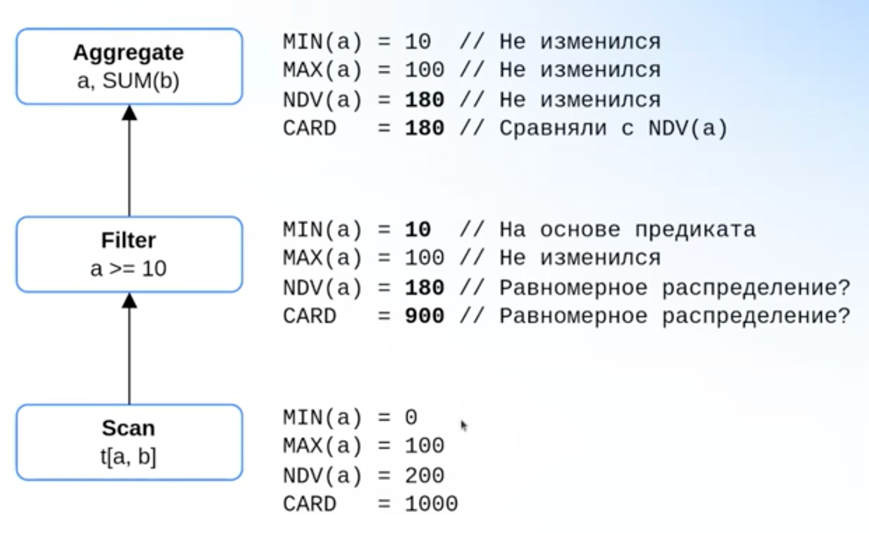 Aggregate
a, SUM(b)
MIN(a) = 10 // Не изменился
MAX(a) = 100 // Не изменился
NDV(a) = 180 // Не изменился
CARD = 180 // Сравняли с NDV(a)
Filter
a >= 10
MIN(a) = 10 // На основе предиката
MAX(a) = 100 // Не изменился
NDV(a) = 180 // Равномерное распределение?
CARD = 900 // Равномерное распределение?
Scan
t[a, b]
MIN(a) = 0
MAX(a) = 100
NDV(a) = 200
CARD = 1000